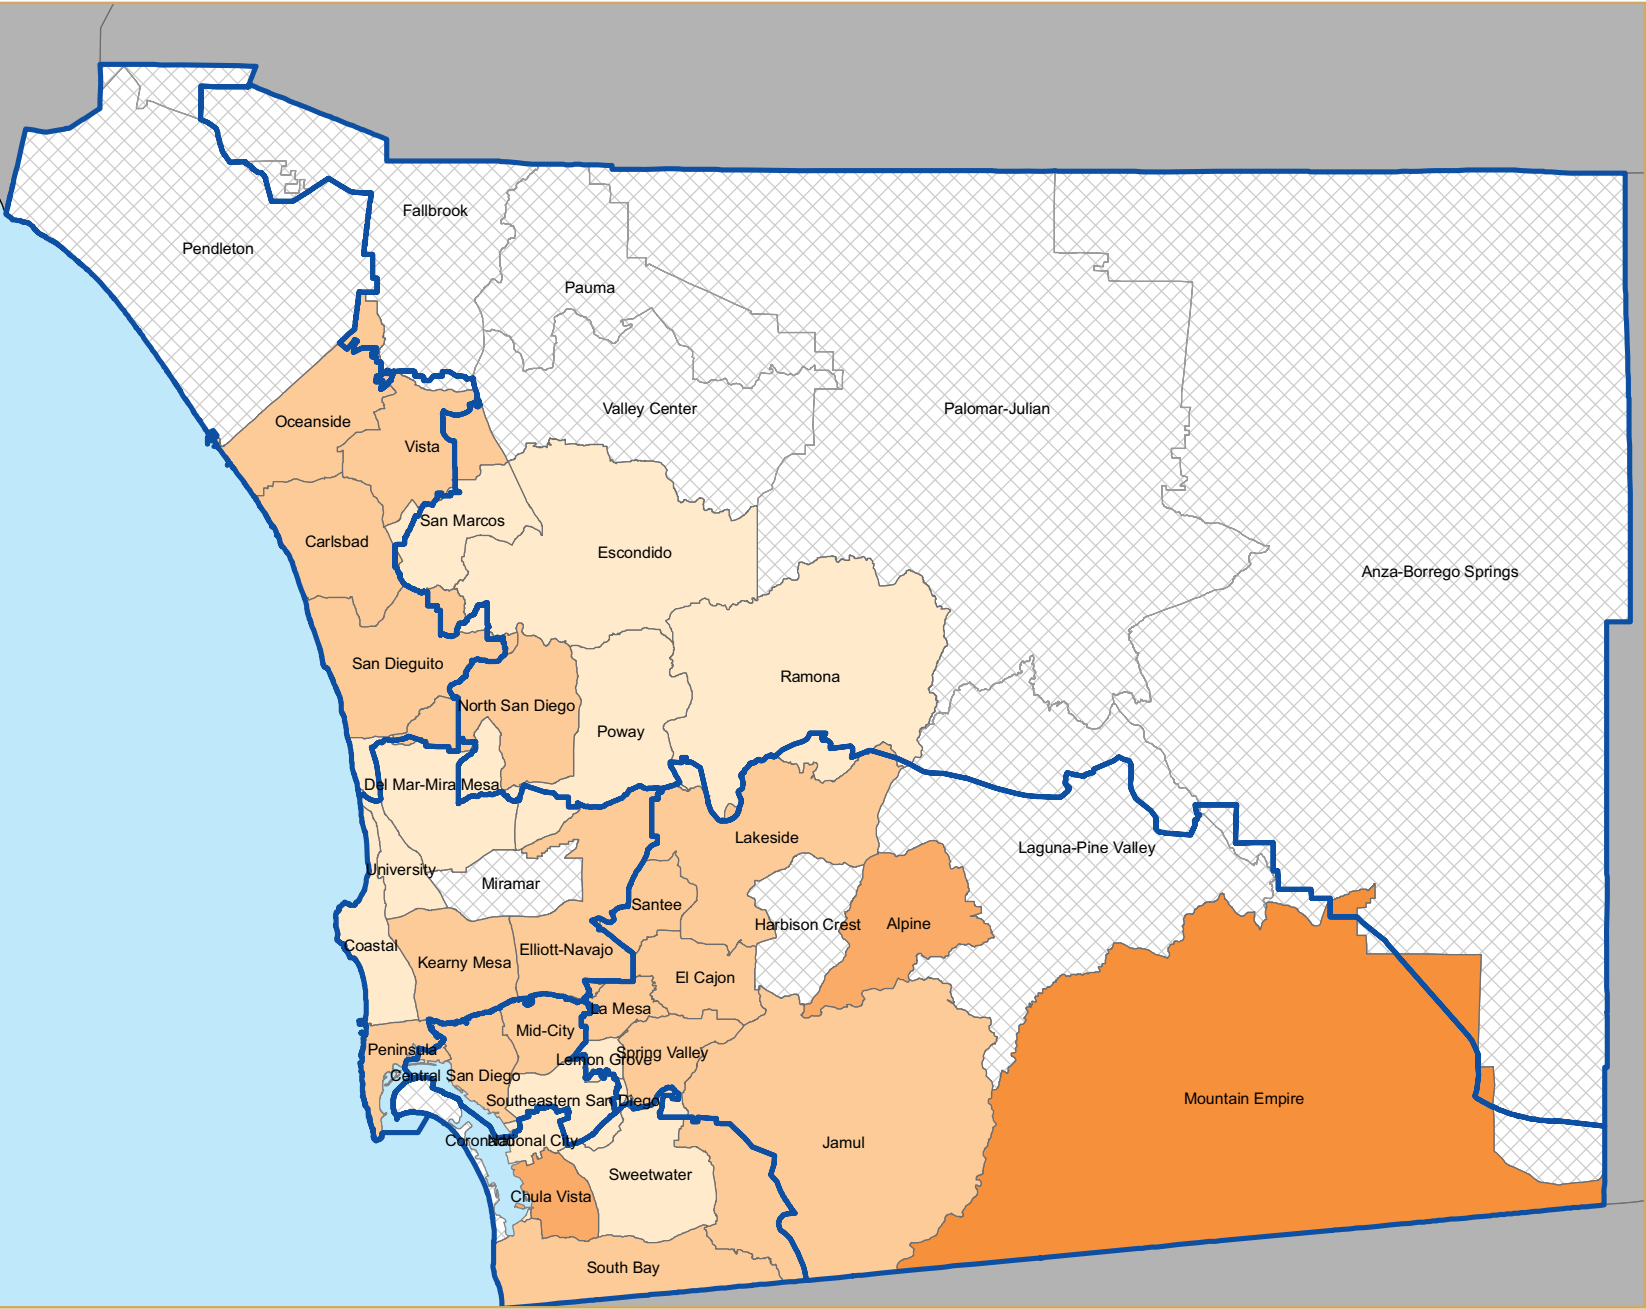 Fallbrook
Pendleton
Pauma
Valley Center
Palomar-Julian
Oceanside
Vista
San Marcos
Carlsbad
Escondido
Anza-Borrego Springs
San Dieguito
Ramona
North San Diego
Poway
Del Mar-Mira Mesa
Lakeside
Laguna-Pine Valley
University
Miramar
Santee
Harbison Crest
Alpine
Coastal
Elliott-Navajo
Kearny Mesa
El Cajon
La Mesa
Mid-City
Peninsula
Lemon Grove
Spring Valley
Central San Diego
Southeastern San Diego
Mountain Empire
Coronado
National City
Jamul
Sweetwater
Chula Vista
South Bay